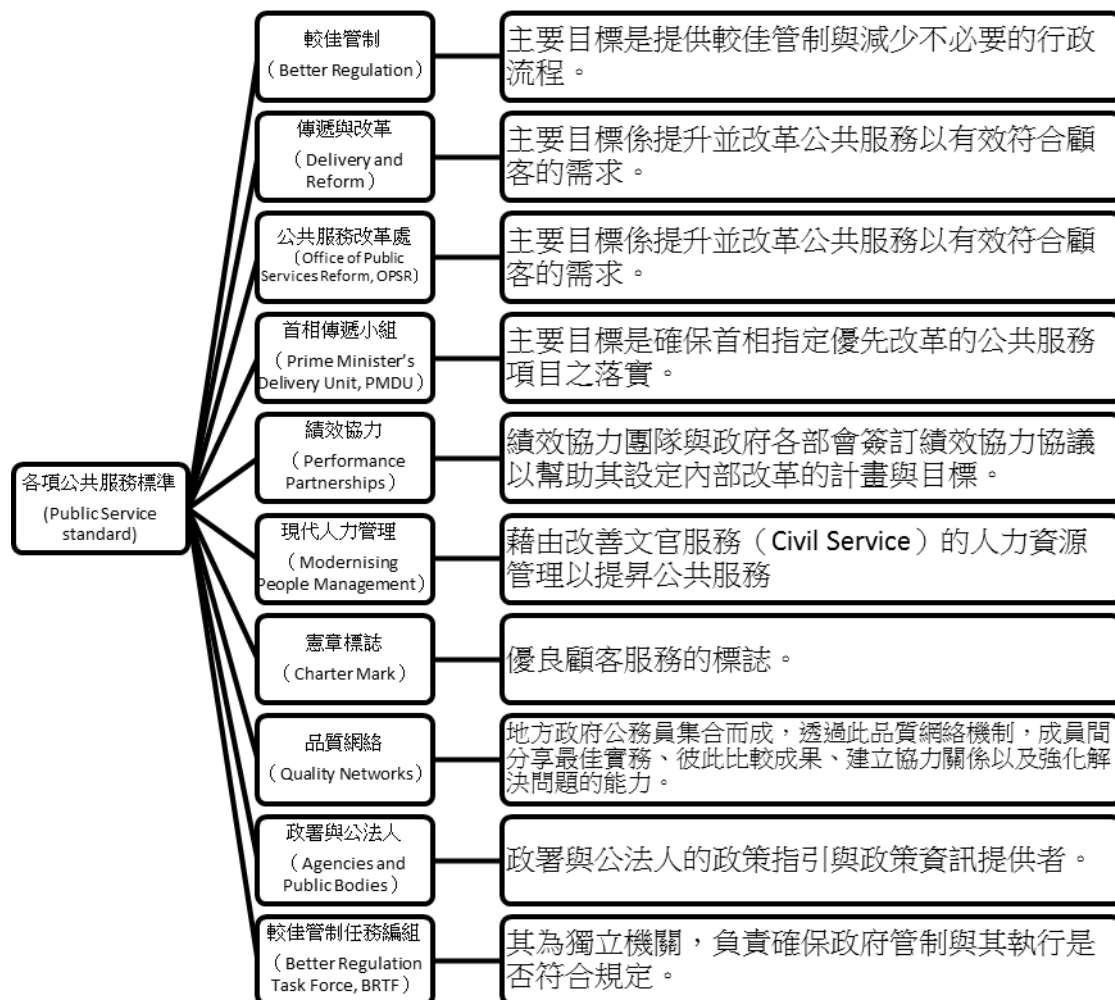 較佳管制
（Better Regulation）
主要目標是提供較佳管制與減少不必要的行政
流程。
傳遞與改革
（Delivery and
Reform）
主要目標係提升並改革公共服務以有效符合顧
客的需求。
公共服務改革處
（Office of Public
Services Reform, OPSR）
主要目標係提升並改革公共服務以有效符合顧
客的需求。
首相傳遞小組
（Prime Minister's
Delivery Unit, PMDU）
主要目標是確保首相指定優先改革的公共服務
項目之落實。
績效協力
（Performance
Partnerships）
績效協力團隊與政府各部會簽訂績效協力協議
以幫助其設定內部改革的計畫與目標。
各項公共服務標準
(Public Service
standard)
現代人力管理
（Modernising
People Management）
藉由改善文官服務（Civil Service）的人力資源
管理以提昇公共服務
憲章標誌
（Charter Mark）
優良顧客服務的標誌。
品質網絡
（Quality Networks）
地方政府公務員集合而成，透過此品質網絡機制，成員間
分享最佳實務、彼此比較成果、建立協力關係以及強化解
決問題的能力。
政署與公法人
（Agencies and
Public Bodies）
政署與公法人的政策指引與政策資訊提供者。
較佳管制任務編組
（Better Regulation
Task Force, BRTF）
其為獨立機關，負責確保政府管制與其執行是
否符合規定。